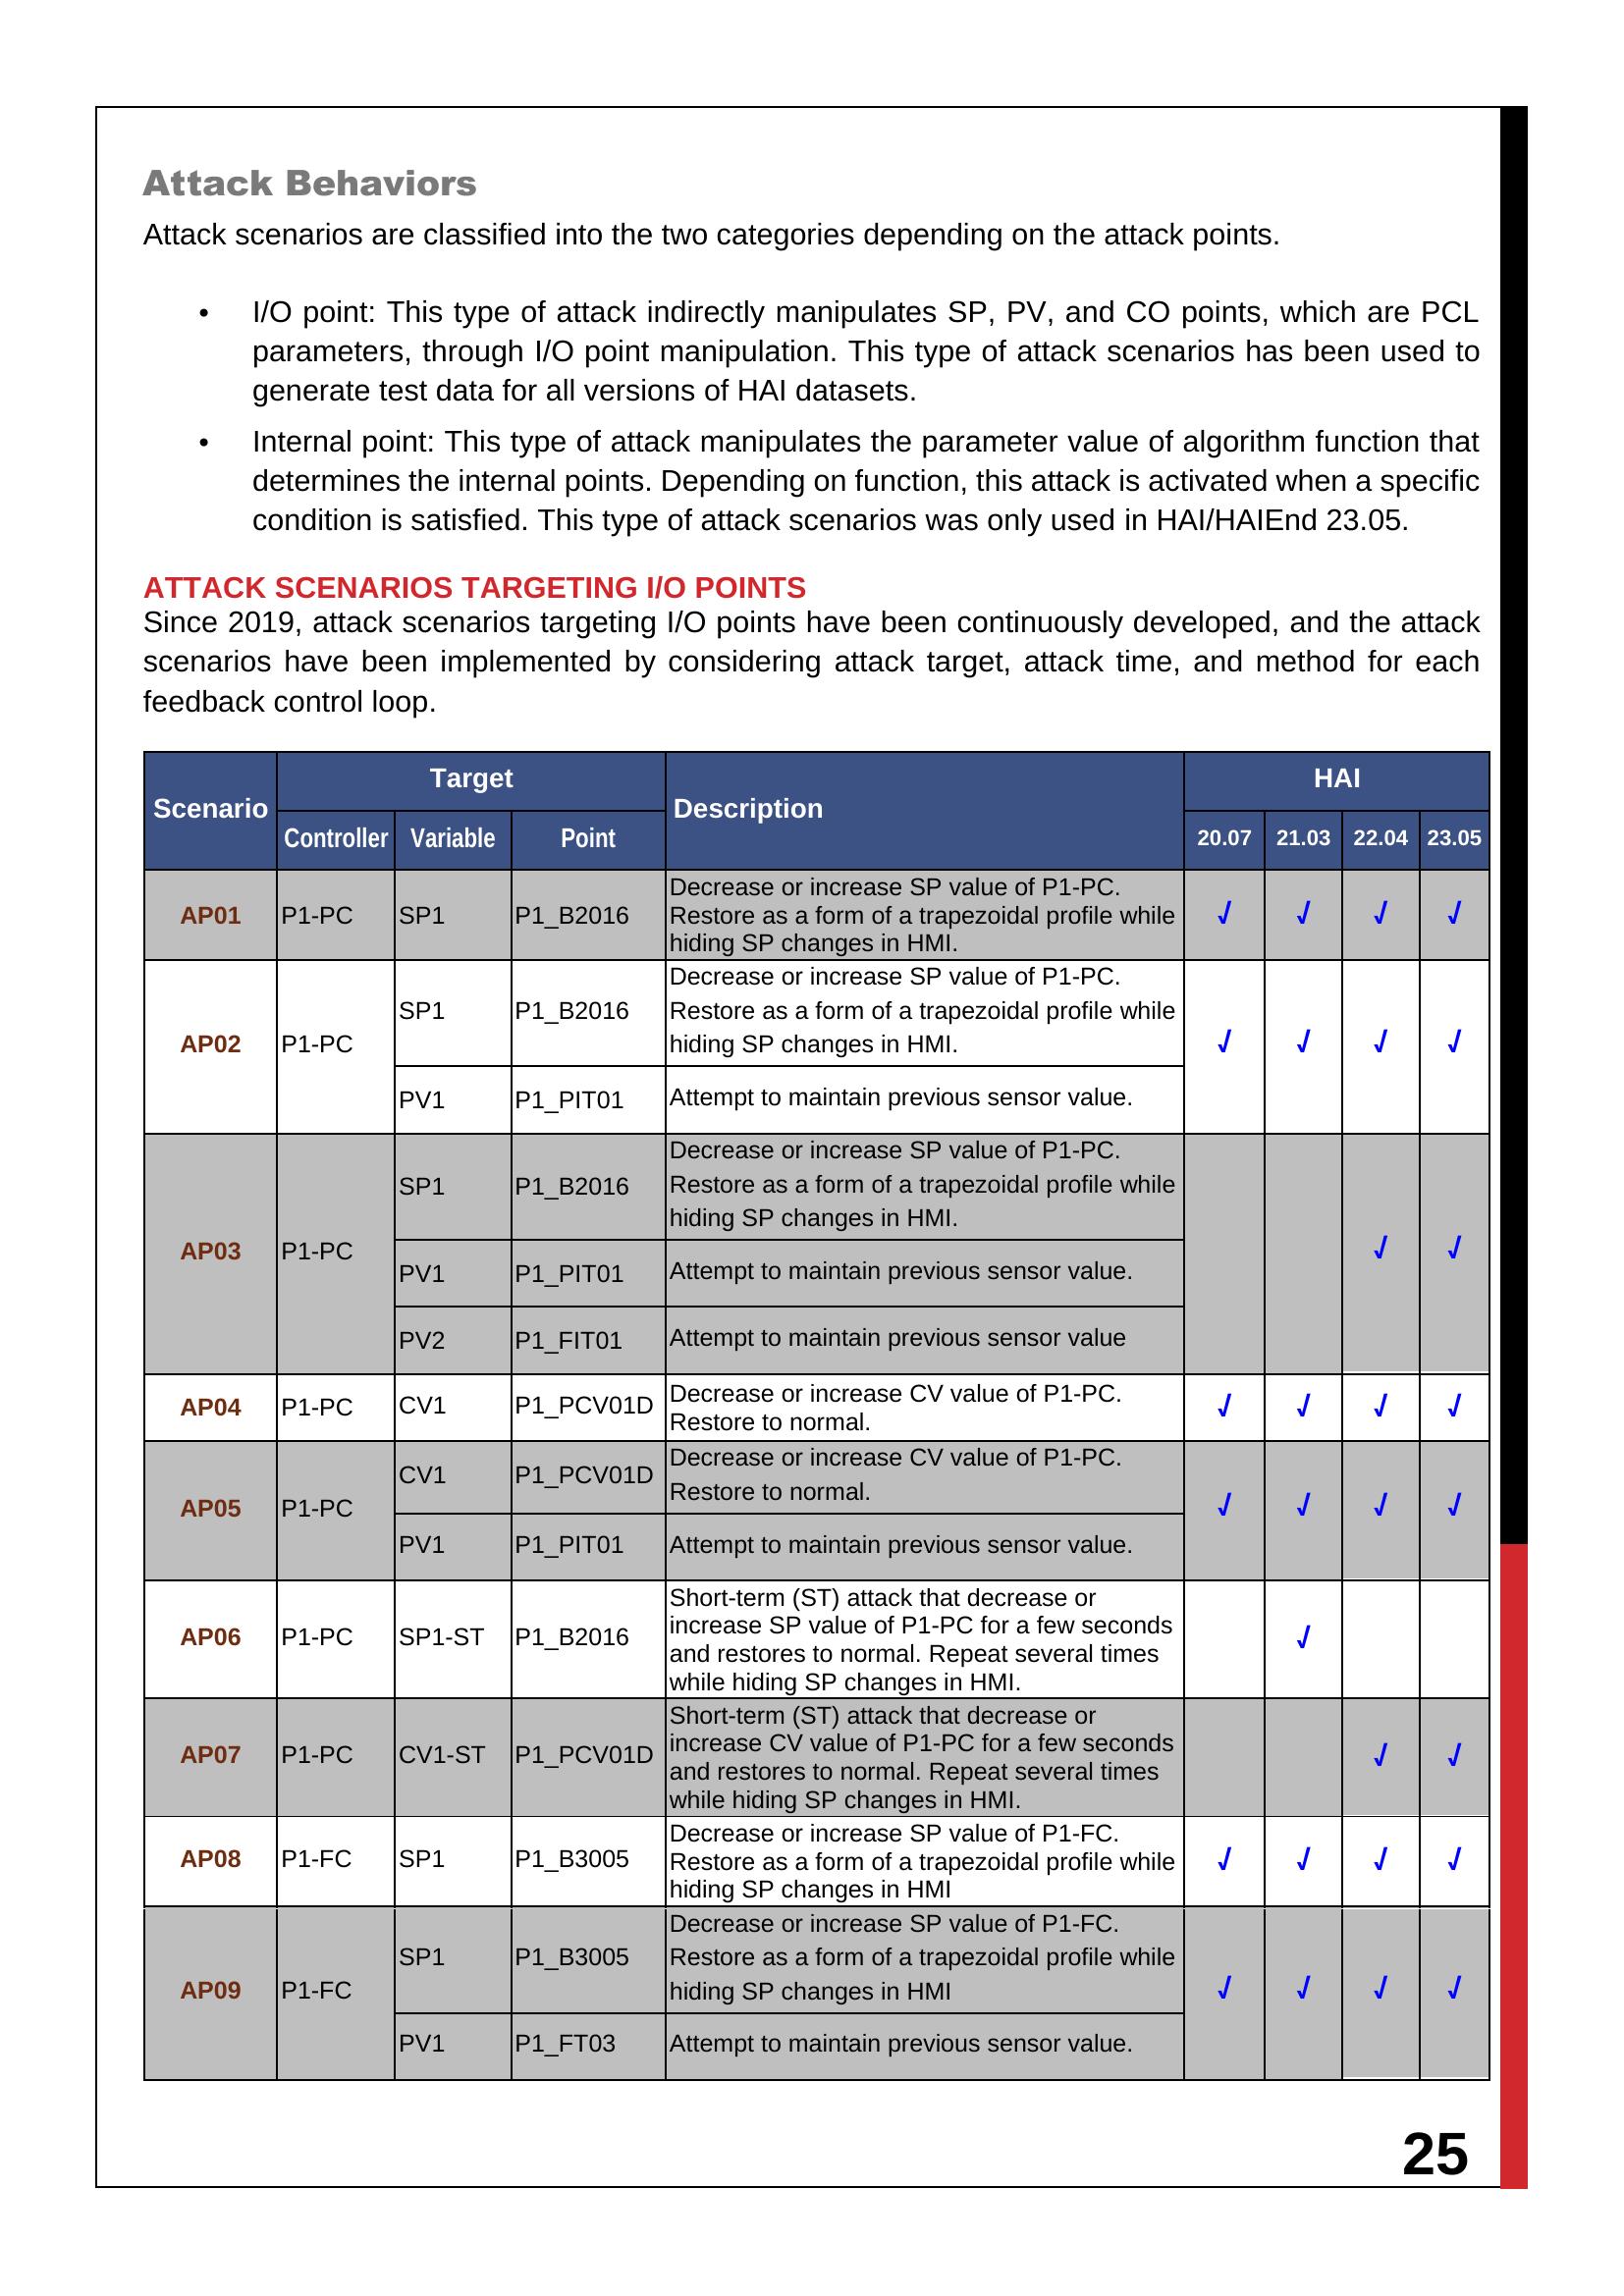 Attack Behaviors
Attack scenarios are classified into the two categories depending on the attack points.
• I/O point: This type of attack indirectly manipulates SP, PV, and CO points, which are PCL
parameters, through I/O point manipulation. This type of attack scenarios has been used to
generate test data for all versions of HAI datasets.
• Internal point: This type of attack manipulates the parameter value of algorithm function that
determines the internal points. Depending on function, this attack is activated when a specific
condition is satisfied. This type of attack scenarios was only used in HAI/HAIEnd 23.05.
ATTACK SCENARIOS TARGETING I/O POINTS
Since 2019, attack scenarios targeting I/O points have been continuously developed, and the attack
scenarios have been implemented by considering attack target, attack time, and method for each
feedback control loop.
Scenario Target Description HAI
Controller Variable Point 20.07 21.03 22.04 23.05
AP01 P1-PC SP1 P1_B2016 Decrease or increase SP value of P1-PC.
Restore as a form of a trapezoidal profile while
hiding SP changes in HMI. √ √ √ √
AP02 P1-PC SP1 P1_B2016 Decrease or increase SP value of P1-PC.
Restore as a form of a trapezoidal profile while
hiding SP changes in HMI. √ √ √ √
PV1 P1_PIT01 Attempt to maintain previous sensor value.
AP03 P1-PC SP1 P1_B2016 Decrease or increase SP value of P1-PC.
Restore as a form of a trapezoidal profile while
hiding SP changes in HMI. √ √
PV1 P1_PIT01 Attempt to maintain previous sensor value.
PV2 P1_FIT01 Attempt to maintain previous sensor value
AP04 P1-PC CV1 P1_PCV01D Decrease or increase CV value of P1-PC.
Restore to normal. √ √ √ √
AP05 P1-PC CV1 P1_PCV01D Decrease or increase CV value of P1-PC.
Restore to normal. √ √ √ √
PV1 P1_PIT01 Attempt to maintain previous sensor value.
AP06 P1-PC SP1-ST P1_B2016 Short-term (ST) attack that decrease or
increase SP value of P1-PC for a few seconds
and restores to normal. Repeat several times
while hiding SP changes in HMI. √
AP07 P1-PC CV1-ST P1_PCV01D Short-term (ST) attack that decrease or
increase CV value of P1-PC for a few seconds
and restores to normal. Repeat several times
while hiding SP changes in HMI. √ √
AP08 P1-FC SP1 P1_B3005 Decrease or increase SP value of P1-FC.
Restore as a form of a trapezoidal profile while
hiding SP changes in HMI √ √ √ √
AP09 P1-FC SP1 P1_B3005 Decrease or increase SP value of P1-FC.
Restore as a form of a trapezoidal profile while
hiding SP changes in HMI √ √ √ √
PV1 P1_FT03 Attempt to maintain previous sensor value.
25